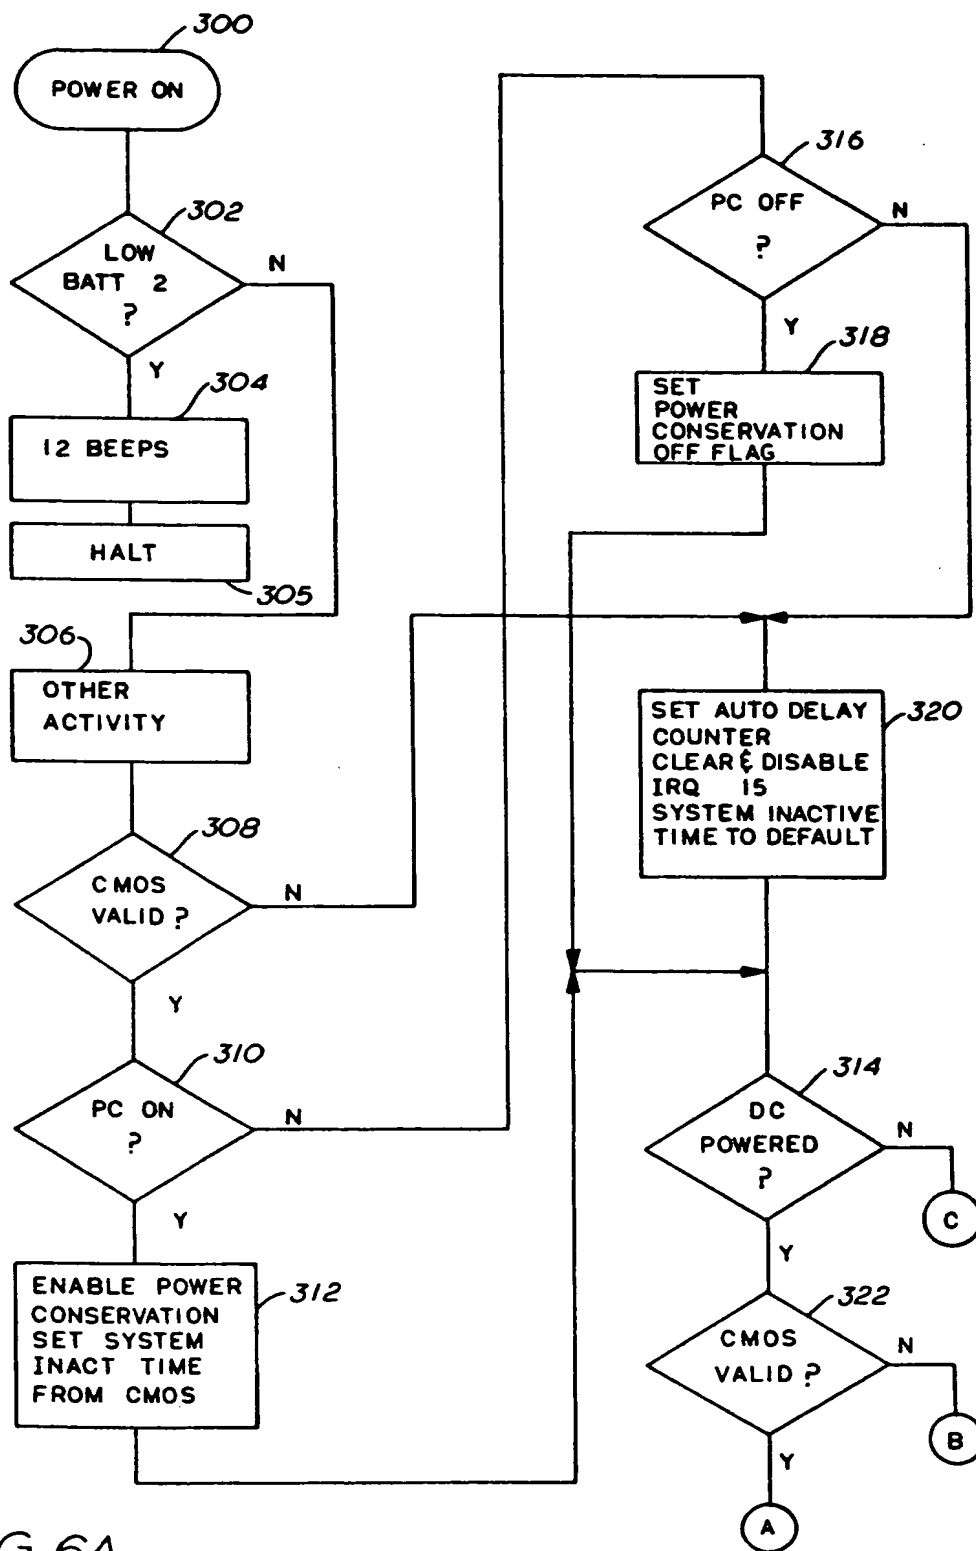 300
POWER ON
302
LOW
BATT 2
?
N
Y
304
12 BEEPS
HALT
305
306
OTHER
ACTIVITY
308
CMOS
VALID ?
N
Y
310
PC ON
?
N
Y
312
ENABLE POWER
CONSERVATION
SET SYSTEM
INACT TIME
FROM CMOS
316
PC OFF
?
N
Y
318
SET
POWER
CONSERVATION
OFF FLAG
320
SET AUTO DELAY
COUNTER
CLEAR & DISABLE
IRQ 15
SYSTEM INACTIVE
TIME TO DEFAULT
314
DC
POWERED
?
N
C
Y
322
CMOS
VALID ?
N
B
Y
A
G 6A